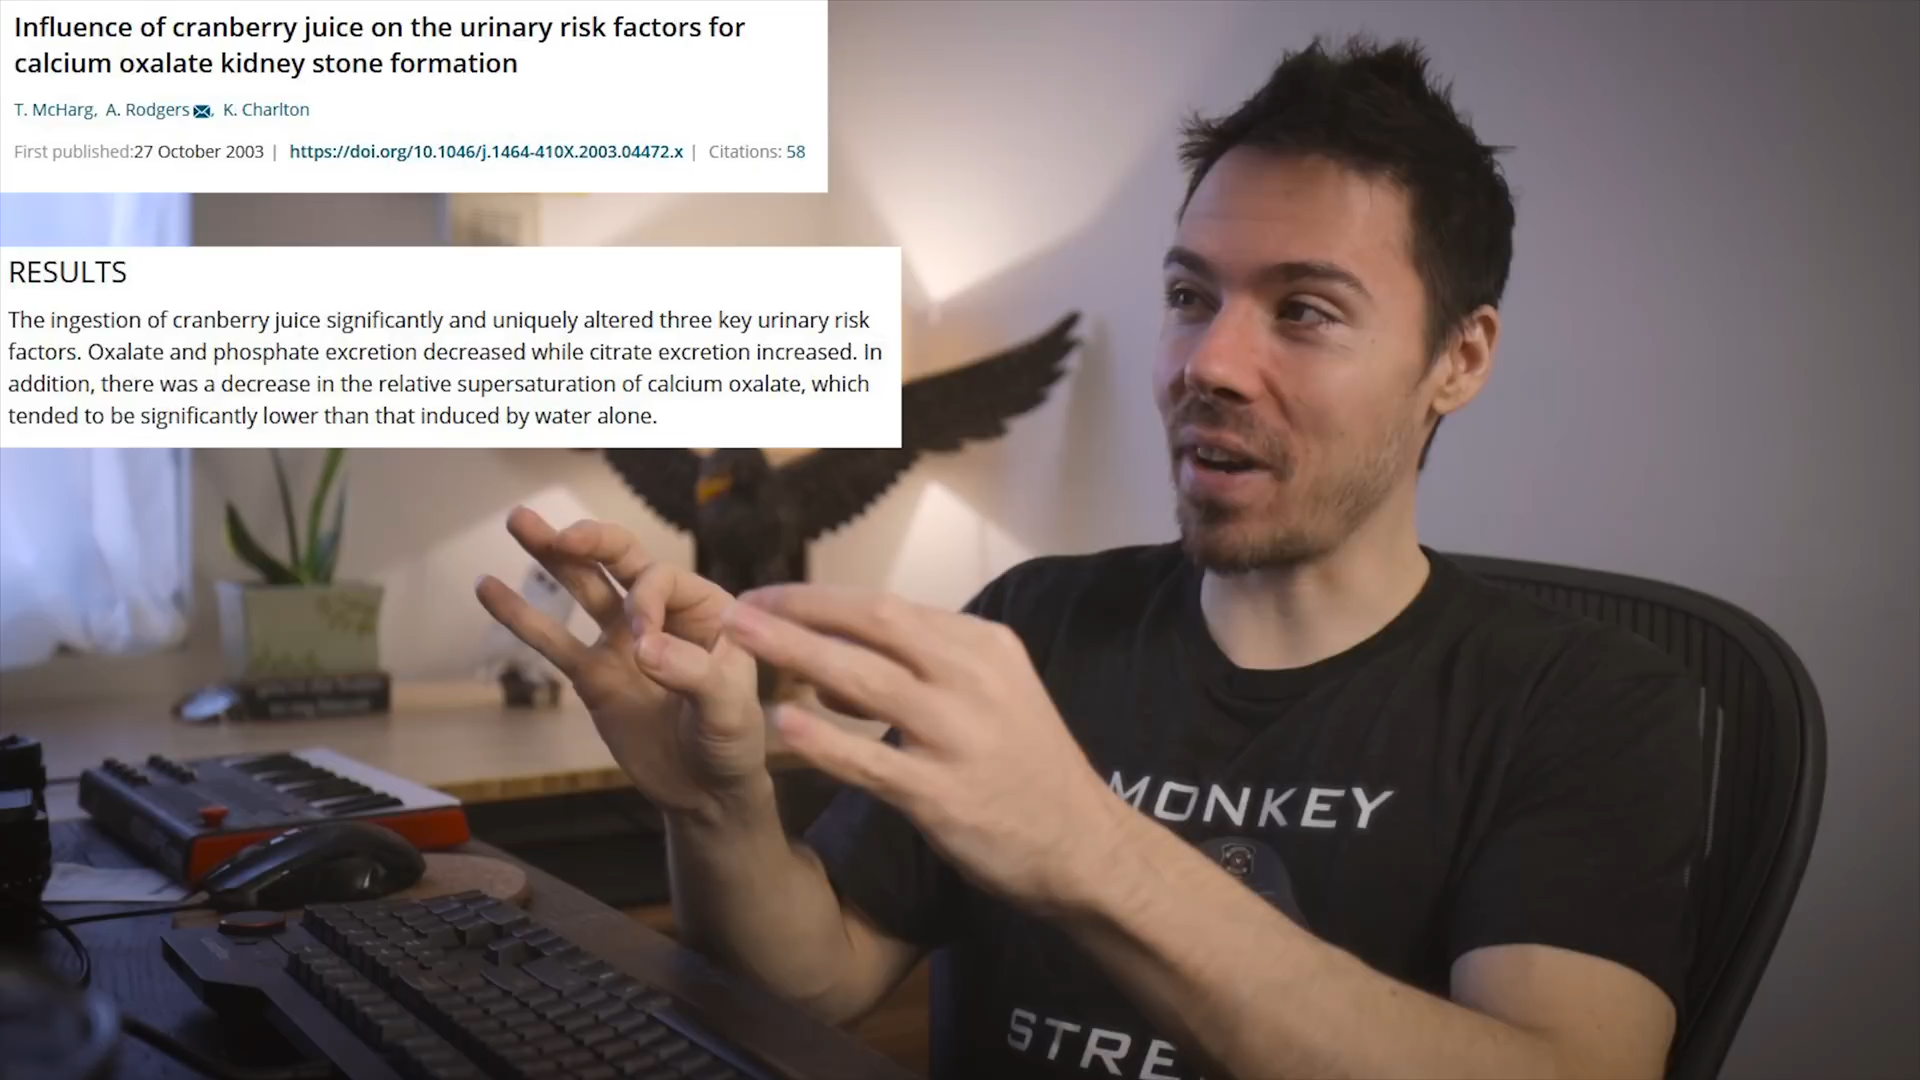 Influence of cranberry juice on the urinary risk factors for
calcium oxalate kidney stone formation
T. McHarg, A. Rodgers, K. Charlton
First published:27 October 2003 | https://doi.org/10.1046/j.1464-410X.2003.04472.x | Citations: 58
RESULTS
The ingestion of cranberry juice significantly and uniquely altered three key urinary risk
factors. Oxalate and phosphate excretion decreased while citrate excretion increased. In
addition, there was a decrease in the relative supersaturation of calcium oxalate, which
tended to be significantly lower than that induced by water alone.
MONKEY
STRE